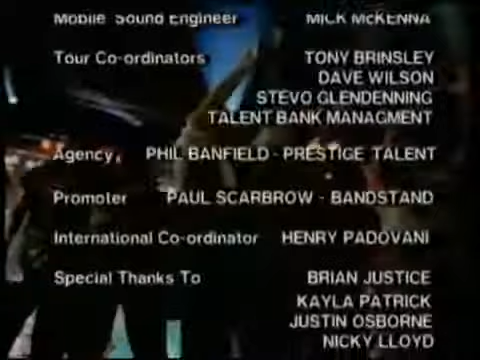 Mobile Sound Engineer MICK McKENNA
Tour Co-ordinators TONY BRINSLEY
DAVE WILSON
STEVO GLENDENNING
TALENT BANK MANAGMENT
Agency, PHIL BANFIELD - PRESTIGE TALENT
Promoter PAUL SCARBROW - BANDSTAND
International Co-ordinator HENRY PADOVANI
Special Thanks To BRIAN JUSTICE
KAYLA PATRICK
JUSTIN OSBORNE
NICKY LLOYD